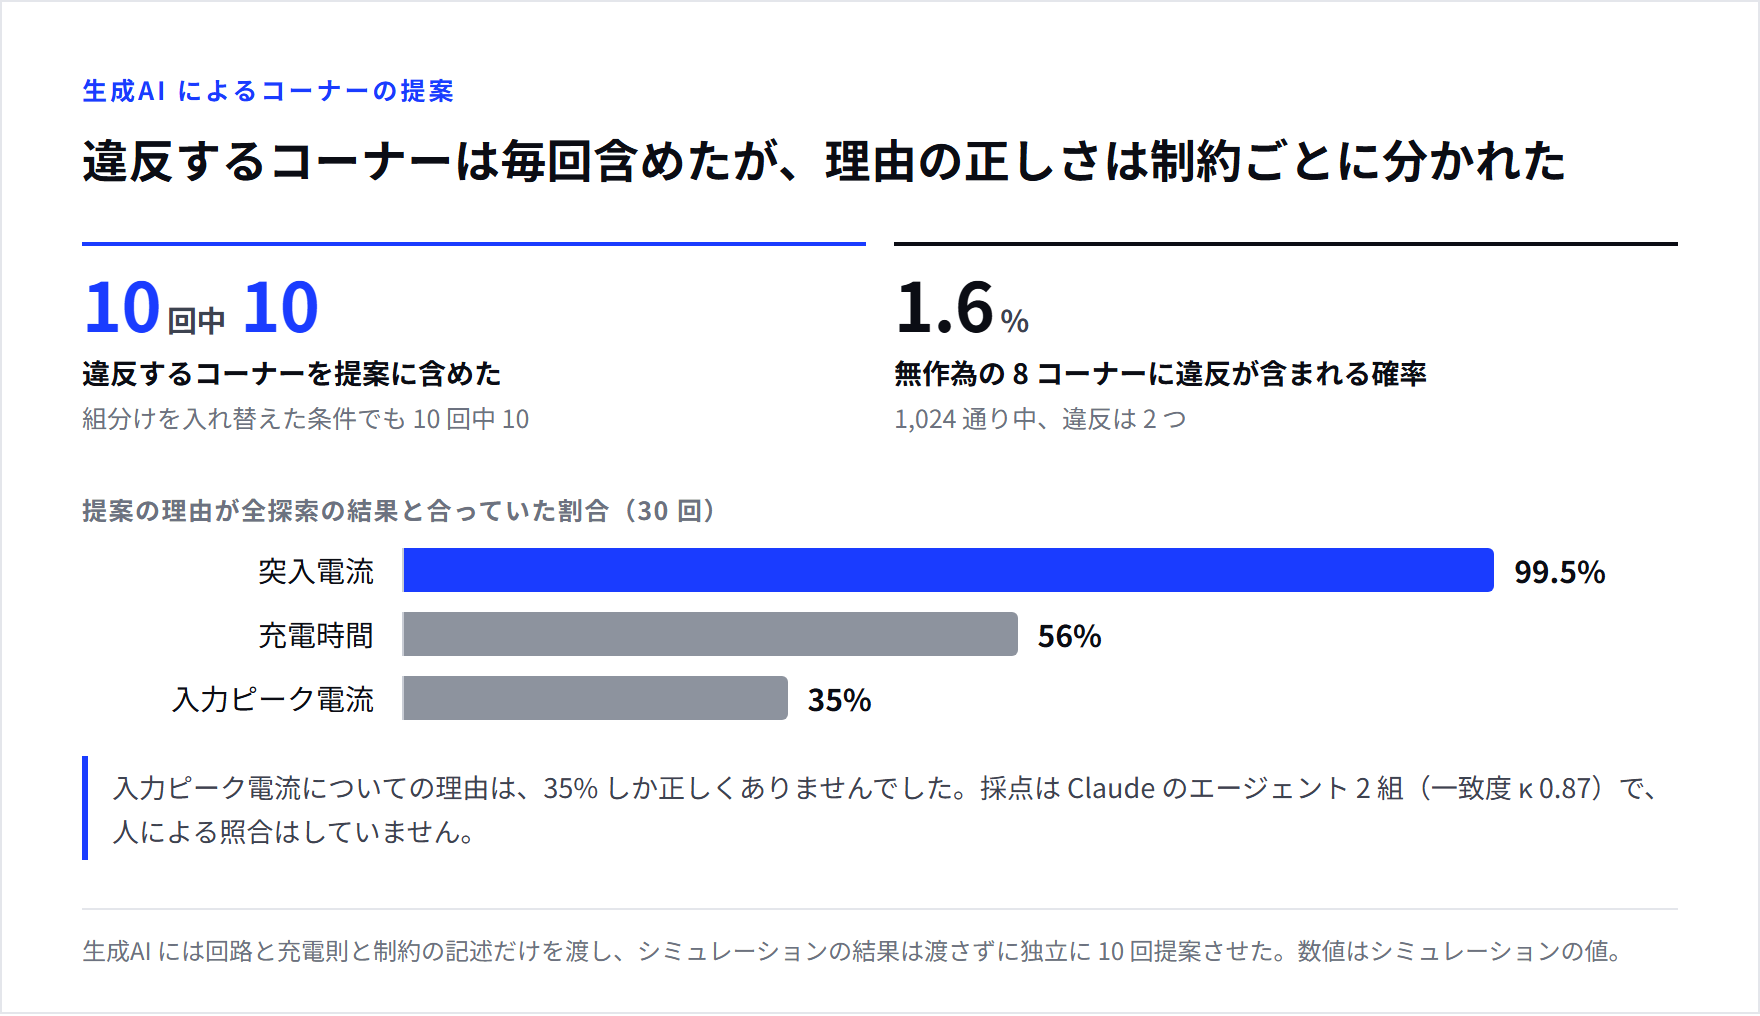 生成AI によるコーナーの提案
違反するコーナーは毎回含めたが、理由の正しさは制約ごとに分かれた
10 回中 10
違反するコーナーを提案に含めた
組分けを入れ替えた条件でも 10 回中 10
1.6 %
無作為の 8 コーナーに違反が含まれる確率
1,024 通り中、違反は 2 つ
提案の理由が全探索の結果と合っていた割合（30 回）
突入電流 99.5%
充電時間 56%
入力ピーク電流 35%
入力ピーク電流についての理由は、35% しか正しくありませんでした。採点は Claude のエージェント 2 組（一致度 κ 0.87）で、
人による照合はしていません。
生成AI には回路と充電則と制約の記述だけを渡し、シミュレーションの結果は渡さずに独立に 10 回提案させた。数値はシミュレーションの値。